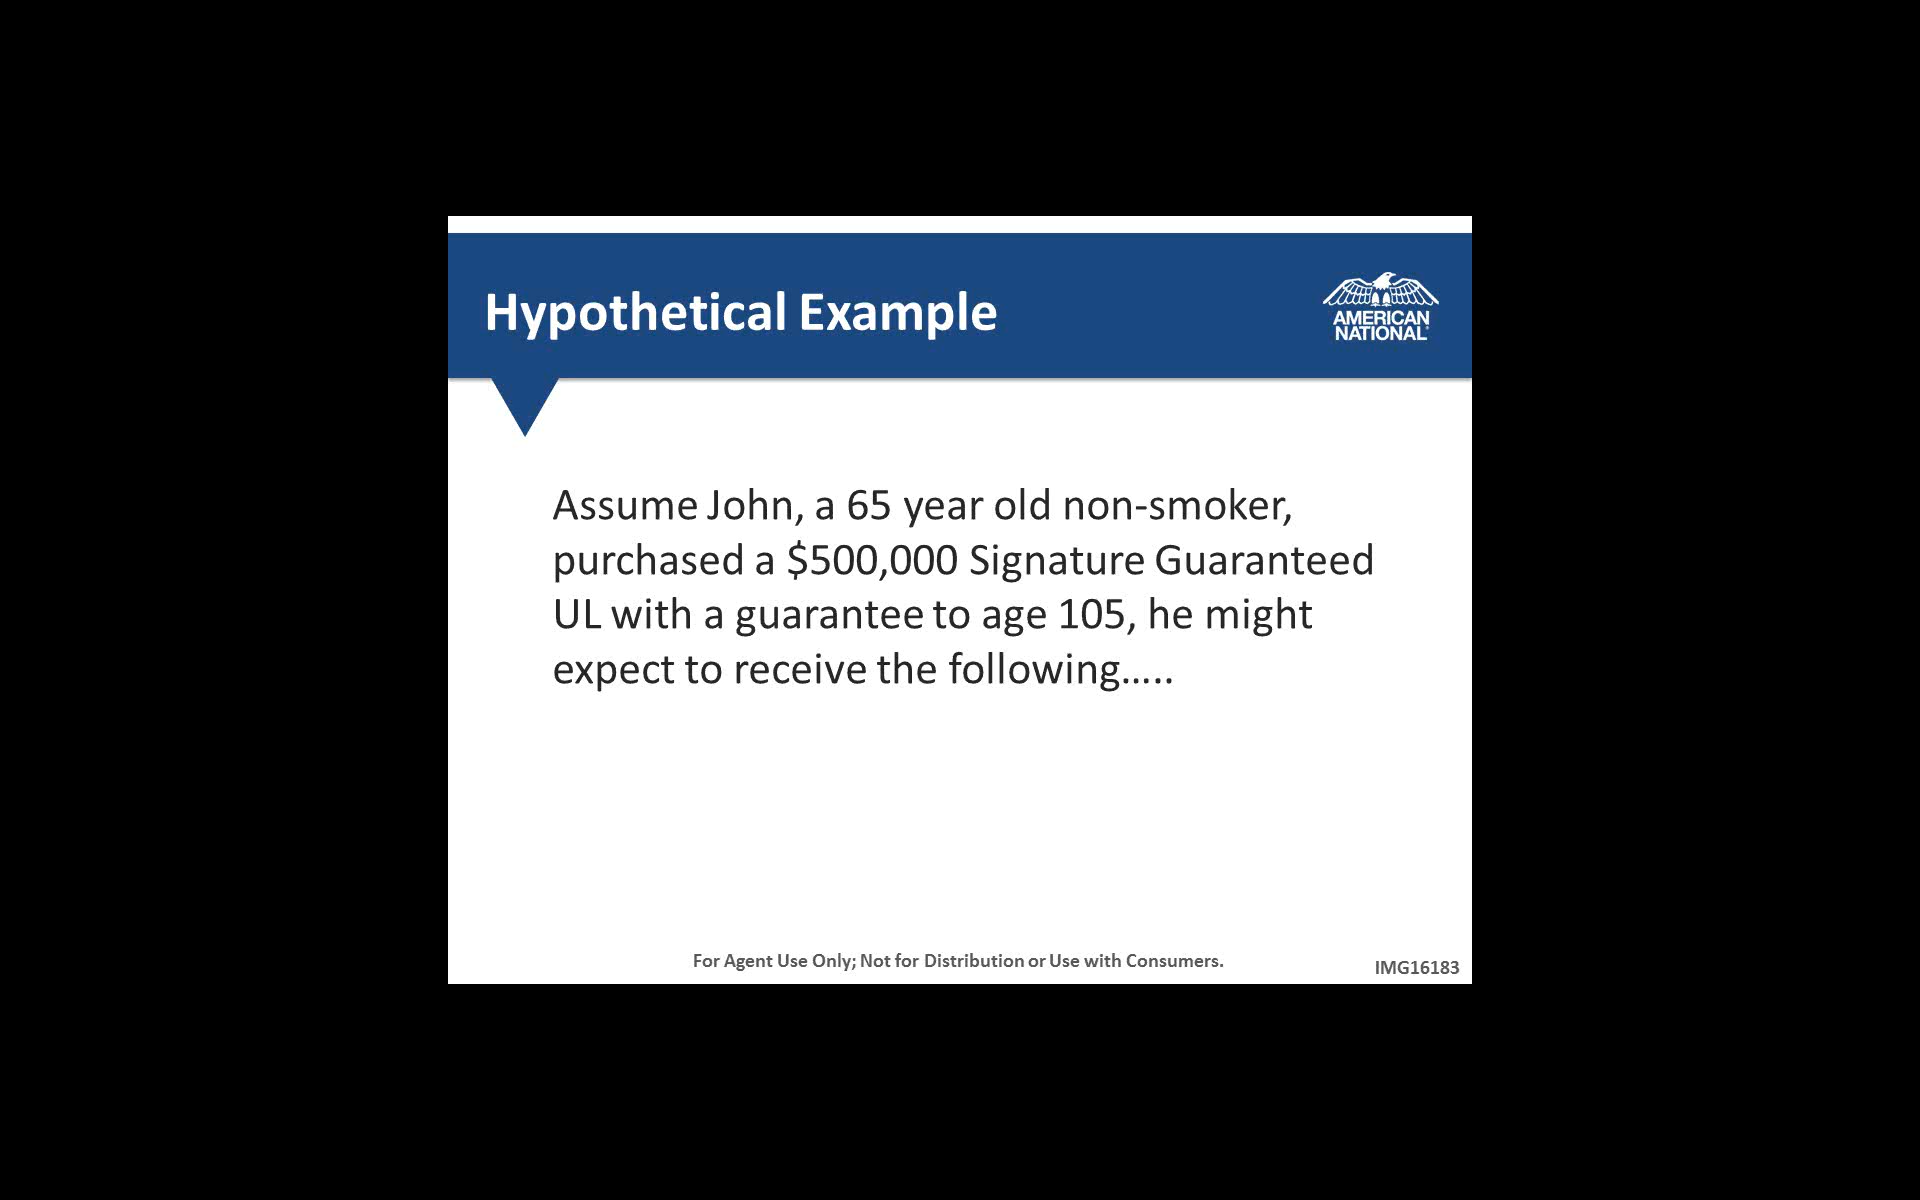 Hypothetical Example
AMERICAN
NATIONAL
Assume John, a 65 year old non-smoker,
purchased a $500,000 Signature Guaranteed
UL with a guarantee to age 105, he might
expect to receive the following…..
For Agent Use Only; Not for Distribution or Use with Consumers.
IMG16183